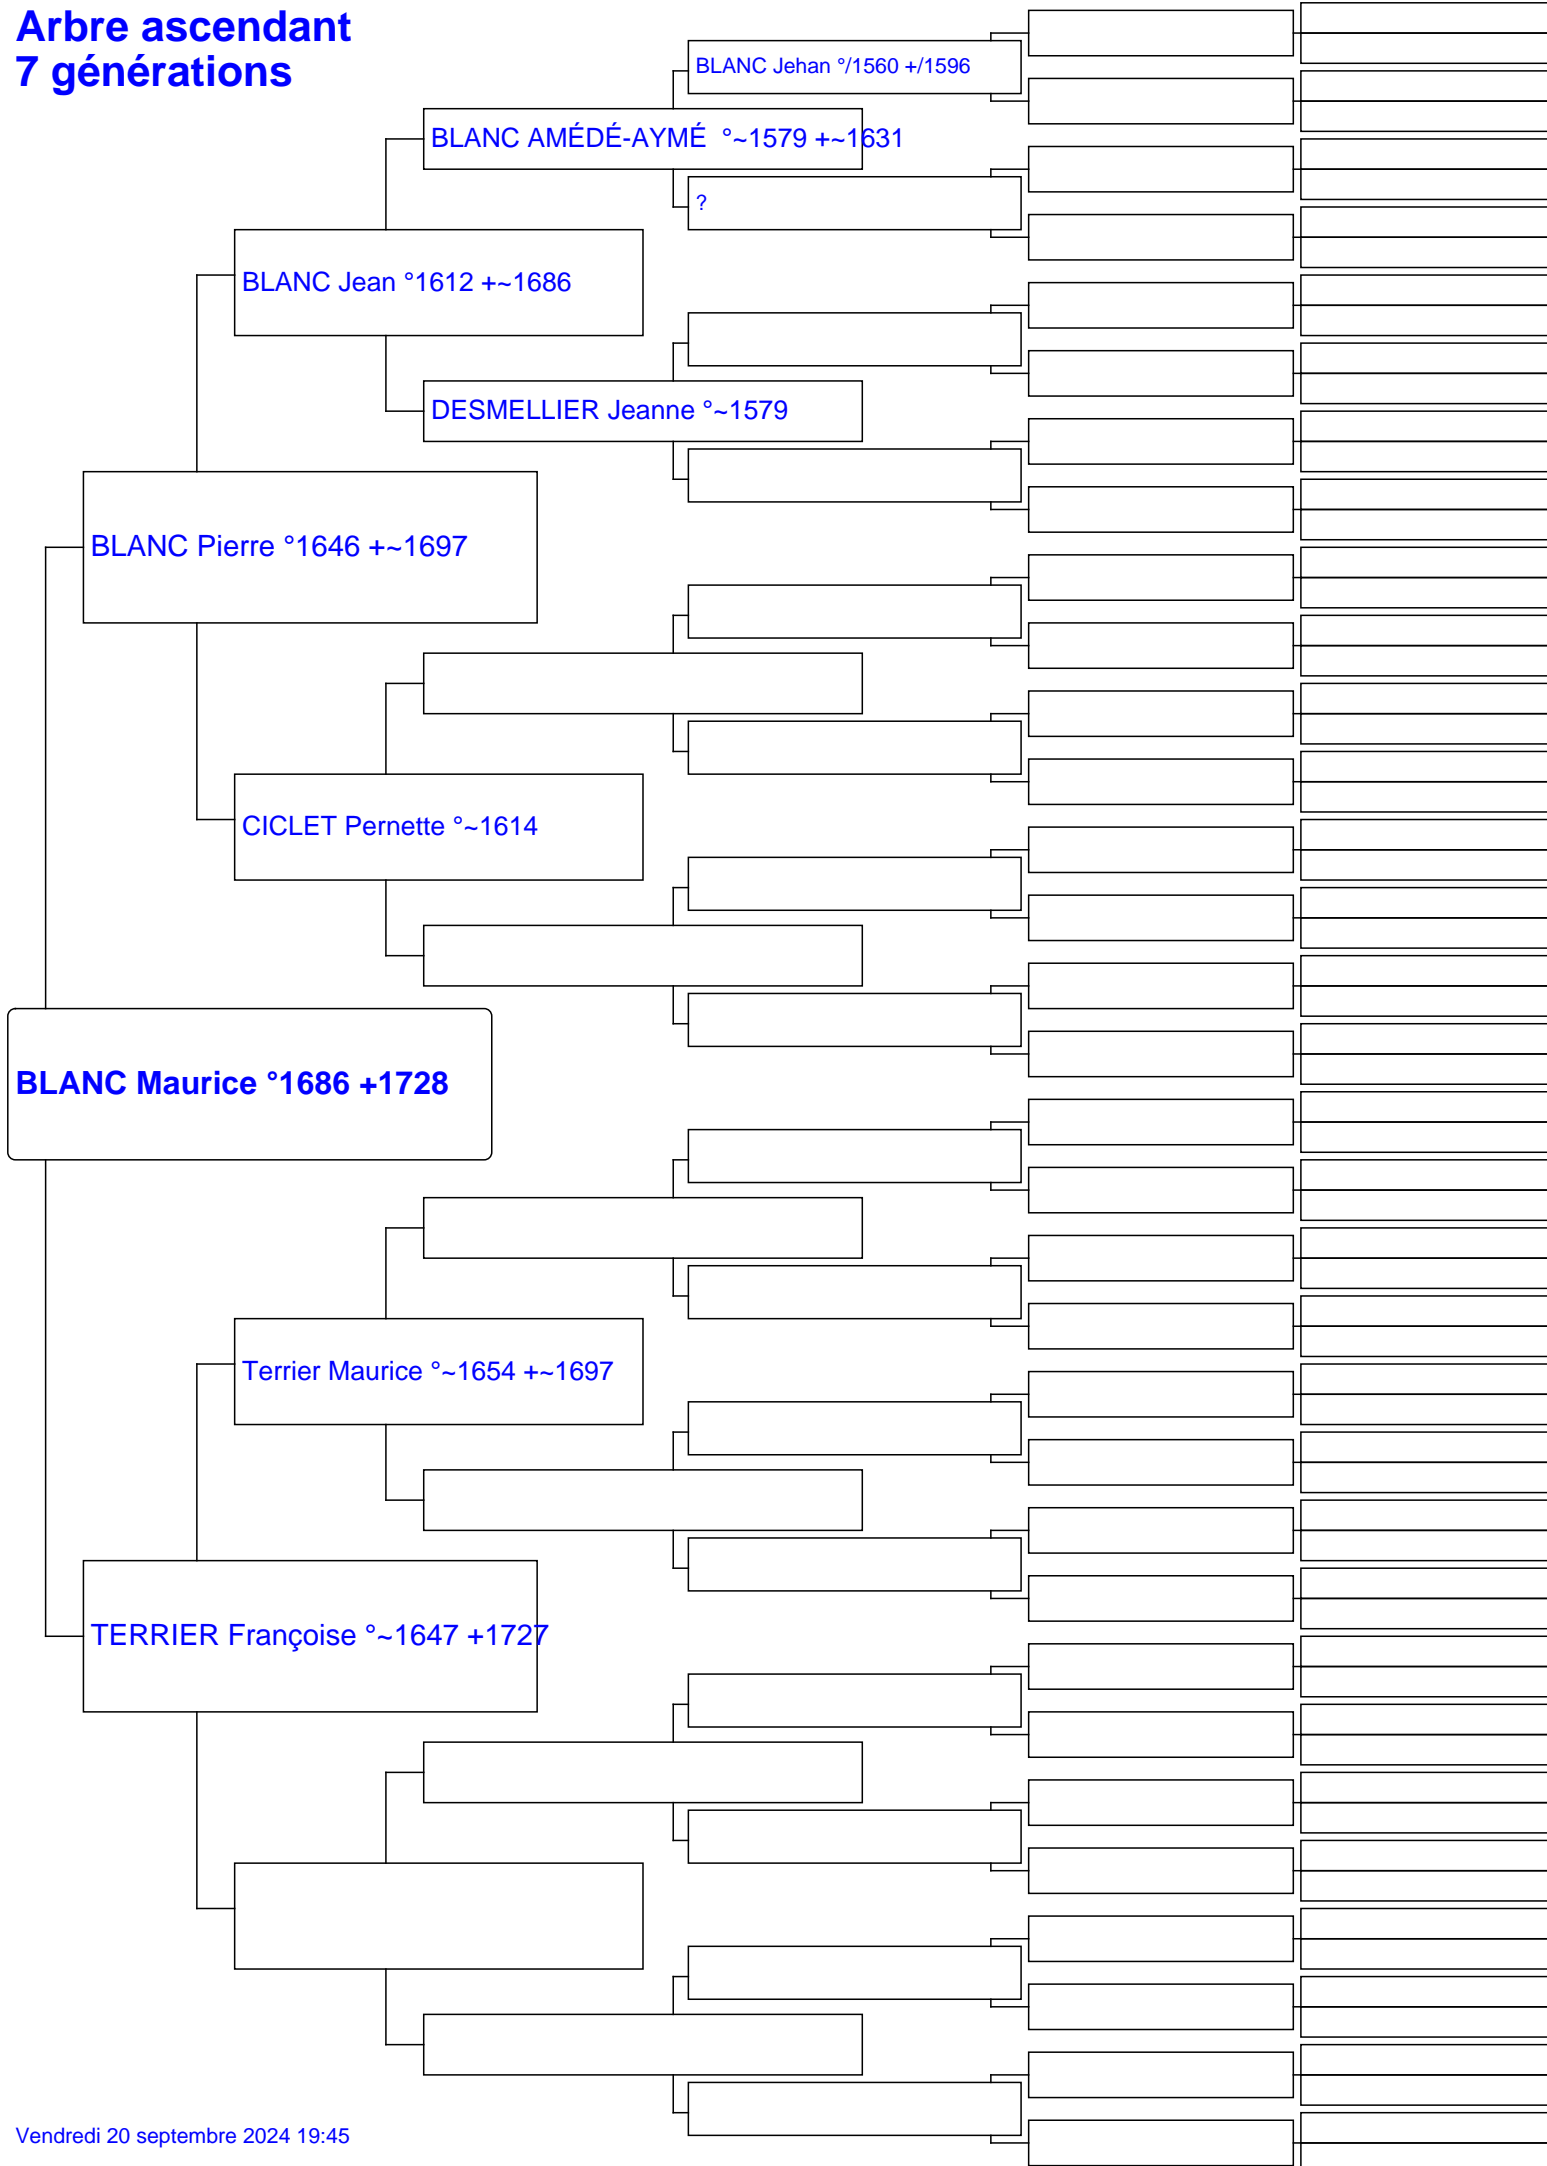 Arbre ascendant
7 générations
BLANC Jehan °/1560 +/1596
BLANC AMÉDÉ-AYMÉ  °~1579 +~1631
?
BLANC Jean °1612 +~1686
DESMELLIER Jeanne °~1579
BLANC Pierre °1646 +~1697
CICLET Pernette °~1614
BLANC Maurice °1686 +1728
Terrier Maurice °~1654 +~1697
TERRIER Françoise °~1647 +1727
Vendredi 20 septembre 2024 19:45